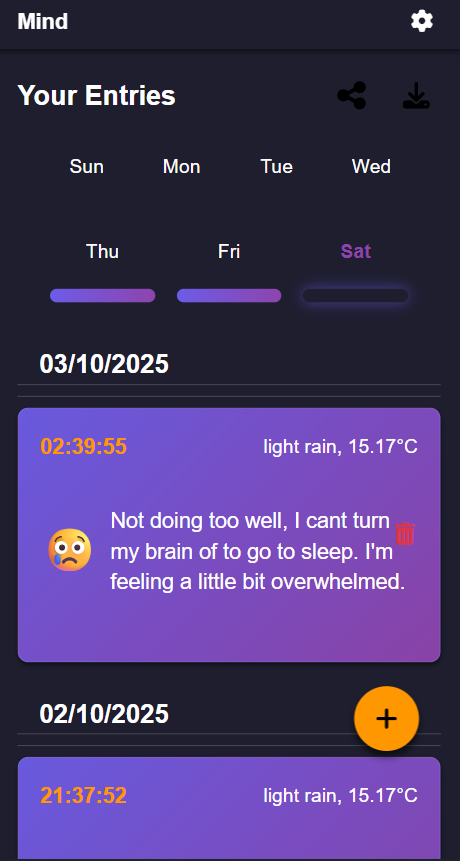 Mind
Your Entries
Sun Mon Tue Wed
Thu Fri Sat
03/10/2025
02:39:55 light rain, 15.17°C
Not doing too well, I cant turn
my brain of to go to sleep. I'm
feeling a little bit overwhelmed.
02/10/2025
+
21:37:52 light rain, 15.17°C